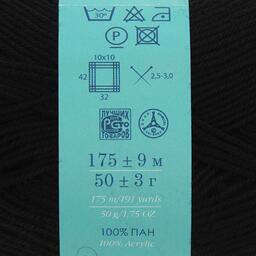 30°
P
10x10
42
32
2,5-3,0
ЛУЧШИХ
ТОВАРОВ
175 ± 9 м
50 ± 3 г
175 m/191 yards
50 g/1,75 OZ
100% ПАН
100% Acrylic